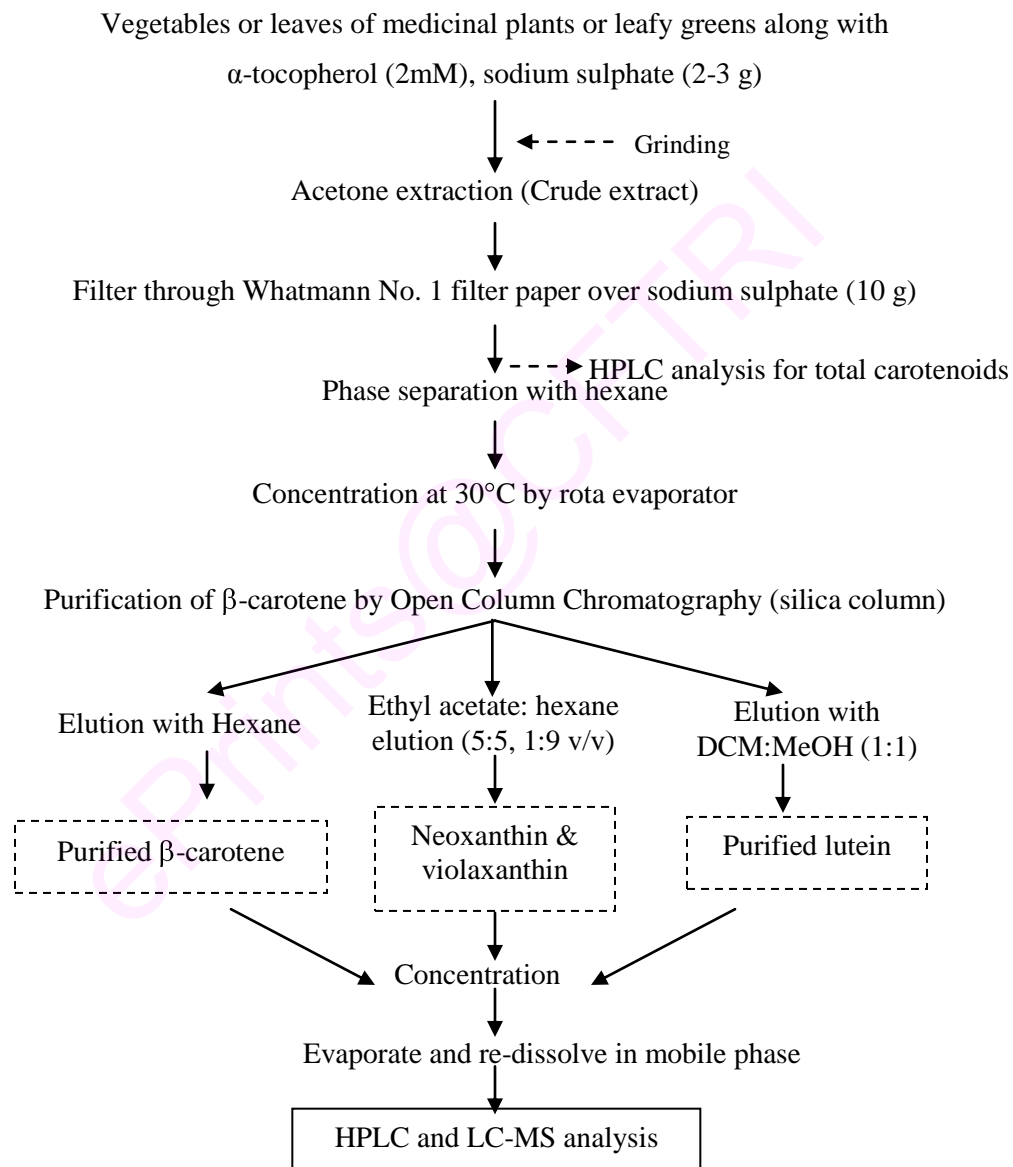 Vegetables or leaves of medicinal plants or leafy greens along with
α-tocopherol (2mM), sodium sulphate (2-3 g)
Grinding
Acetone extraction (Crude extract)
Filter through Whatmann No. 1 filter paper over sodium sulphate (10 g)
HPLC analysis for total carotenoids
Phase separation with hexane
Concentration at 30°C by rota evaporator
Purification of β-carotene by Open Column Chromatography (silica column)
Elution with Hexane
Ethyl acetate: hexane
elution (5:5, 1:9 v/v)
Elution with
DCM:MeOH (1:1)
Purified β-carotene
Neoxanthin &
violaxanthin
Purified lutein
Concentration
Evaporate and re-dissolve in mobile phase
HPLC and LC-MS analysis
ePrints@CFTRI